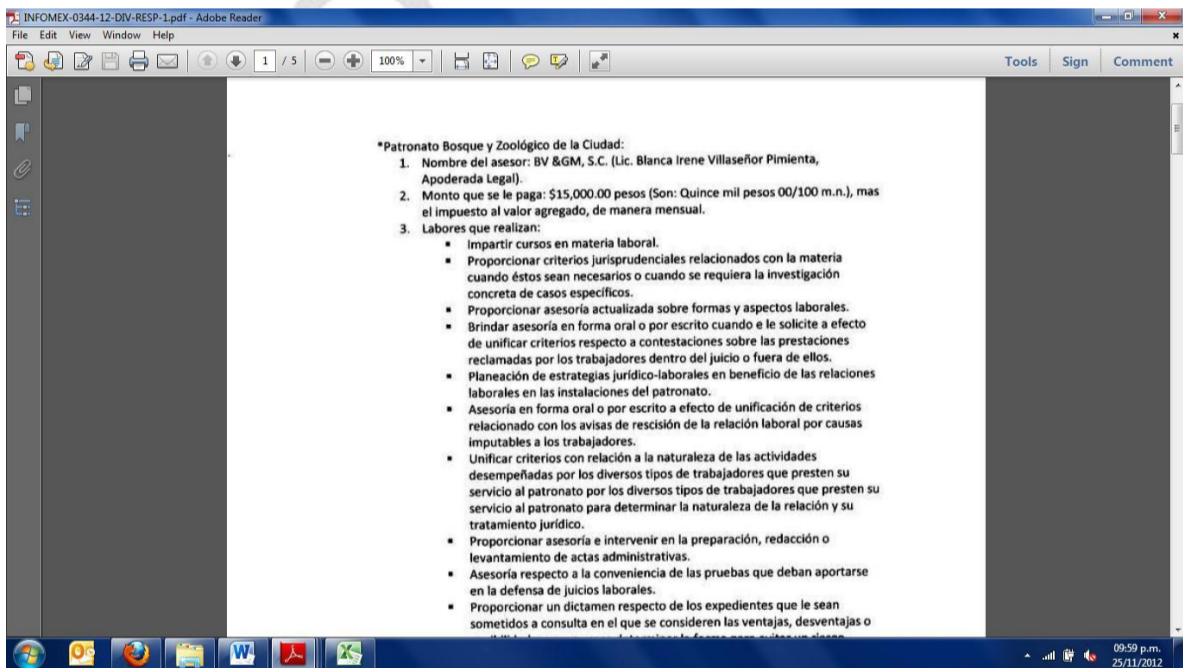 INFOMEX-0344-12-DIV-RESP-1.pdf - Adobe Reader
File Edit View Window Help
1 / 5 100% Tools Sign Comment
*Patronato Bosque y Zoológico de la Ciudad:
1. Nombre del asesor: BV &GM, S.C. (Lic. Blanca Irene Villaseñor Pimienta,
Apoderada Legal).
2. Monto que se le paga: $15,000.00 pesos (Son: Quince mil pesos 00/100 m.n.), mas
el impuesto al valor agregado, de manera mensual.
3. Labores que realizan:
▪ Impartir cursos en materia laboral.
▪ Proporcionar criterios jurisprudenciales relacionados con la materia
cuando éstos sean necesarios o cuando se requiera la investigación
concreta de casos específicos.
▪ Proporcionar asesoría actualizada sobre formas y aspectos laborales.
▪ Brindar asesoría en forma oral o por escrito cuando e le solicite a efecto
de unificar criterios respecto a contestaciones sobre las prestaciones
reclamadas por los trabajadores dentro del juicio o fuera de ellos.
▪ Planeación de estrategias jurídico-laborales en beneficio de las relaciones
laborales en las instalaciones del patronato.
▪ Asesoría en forma oral o por escrito a efecto de unificación de criterios
relacionado con los avisas de rescisión de la relación laboral por causas
imputables a los trabajadores.
▪ Unificar criterios con relación a la naturaleza de las actividades
desempeñadas por los diversos tipos de trabajadores que presten su
servicio al patronato por los diversos tipos de trabajadores que presten su
servicio al patronato para determinar la naturaleza de la relación y su
tratamiento jurídico.
▪ Proporcionar asesoría e intervenir en la preparación, redacción o
levantamiento de actas administrativas.
▪ Asesoría respecto a la conveniencia de las pruebas que deban aportarse
en la defensa de juicios laborales.
▪ Proporcionar un dictamen respecto de los expedientes que le sean
sometidos a consulta en el que se consideren las ventajas, desventajas o
09:59 p.m.
25/11/2012